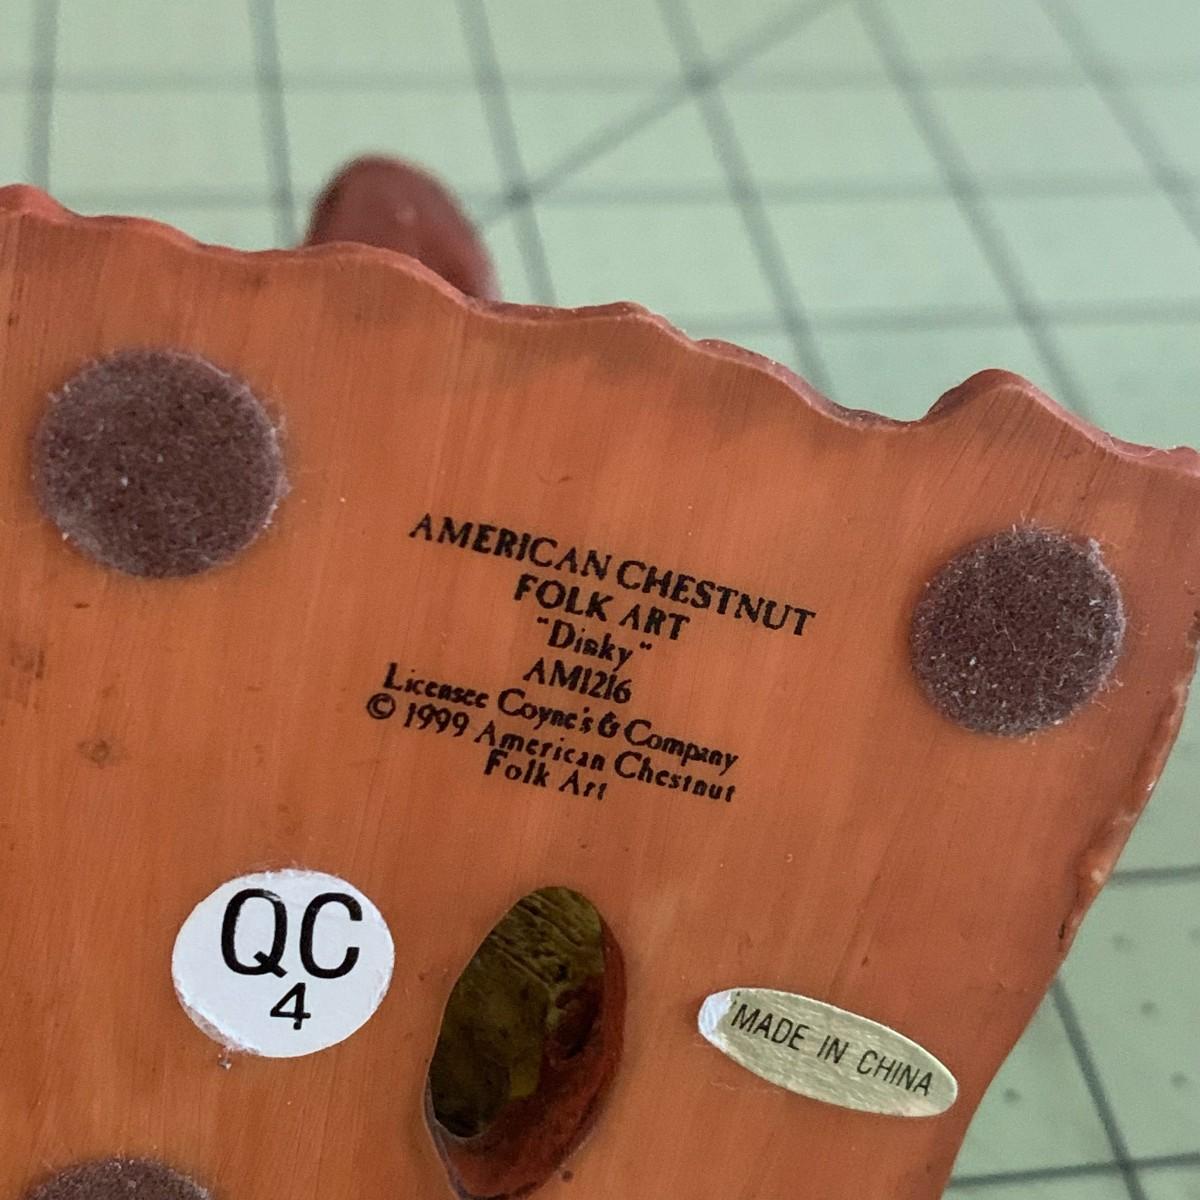 AMERICAN CHESTNUT
FOLK ART
"Dinky"
AM1216
Licensee Coyne's & Company
© 1999 American Chestnut
Folk Art
QC
4
MADE IN CHINA